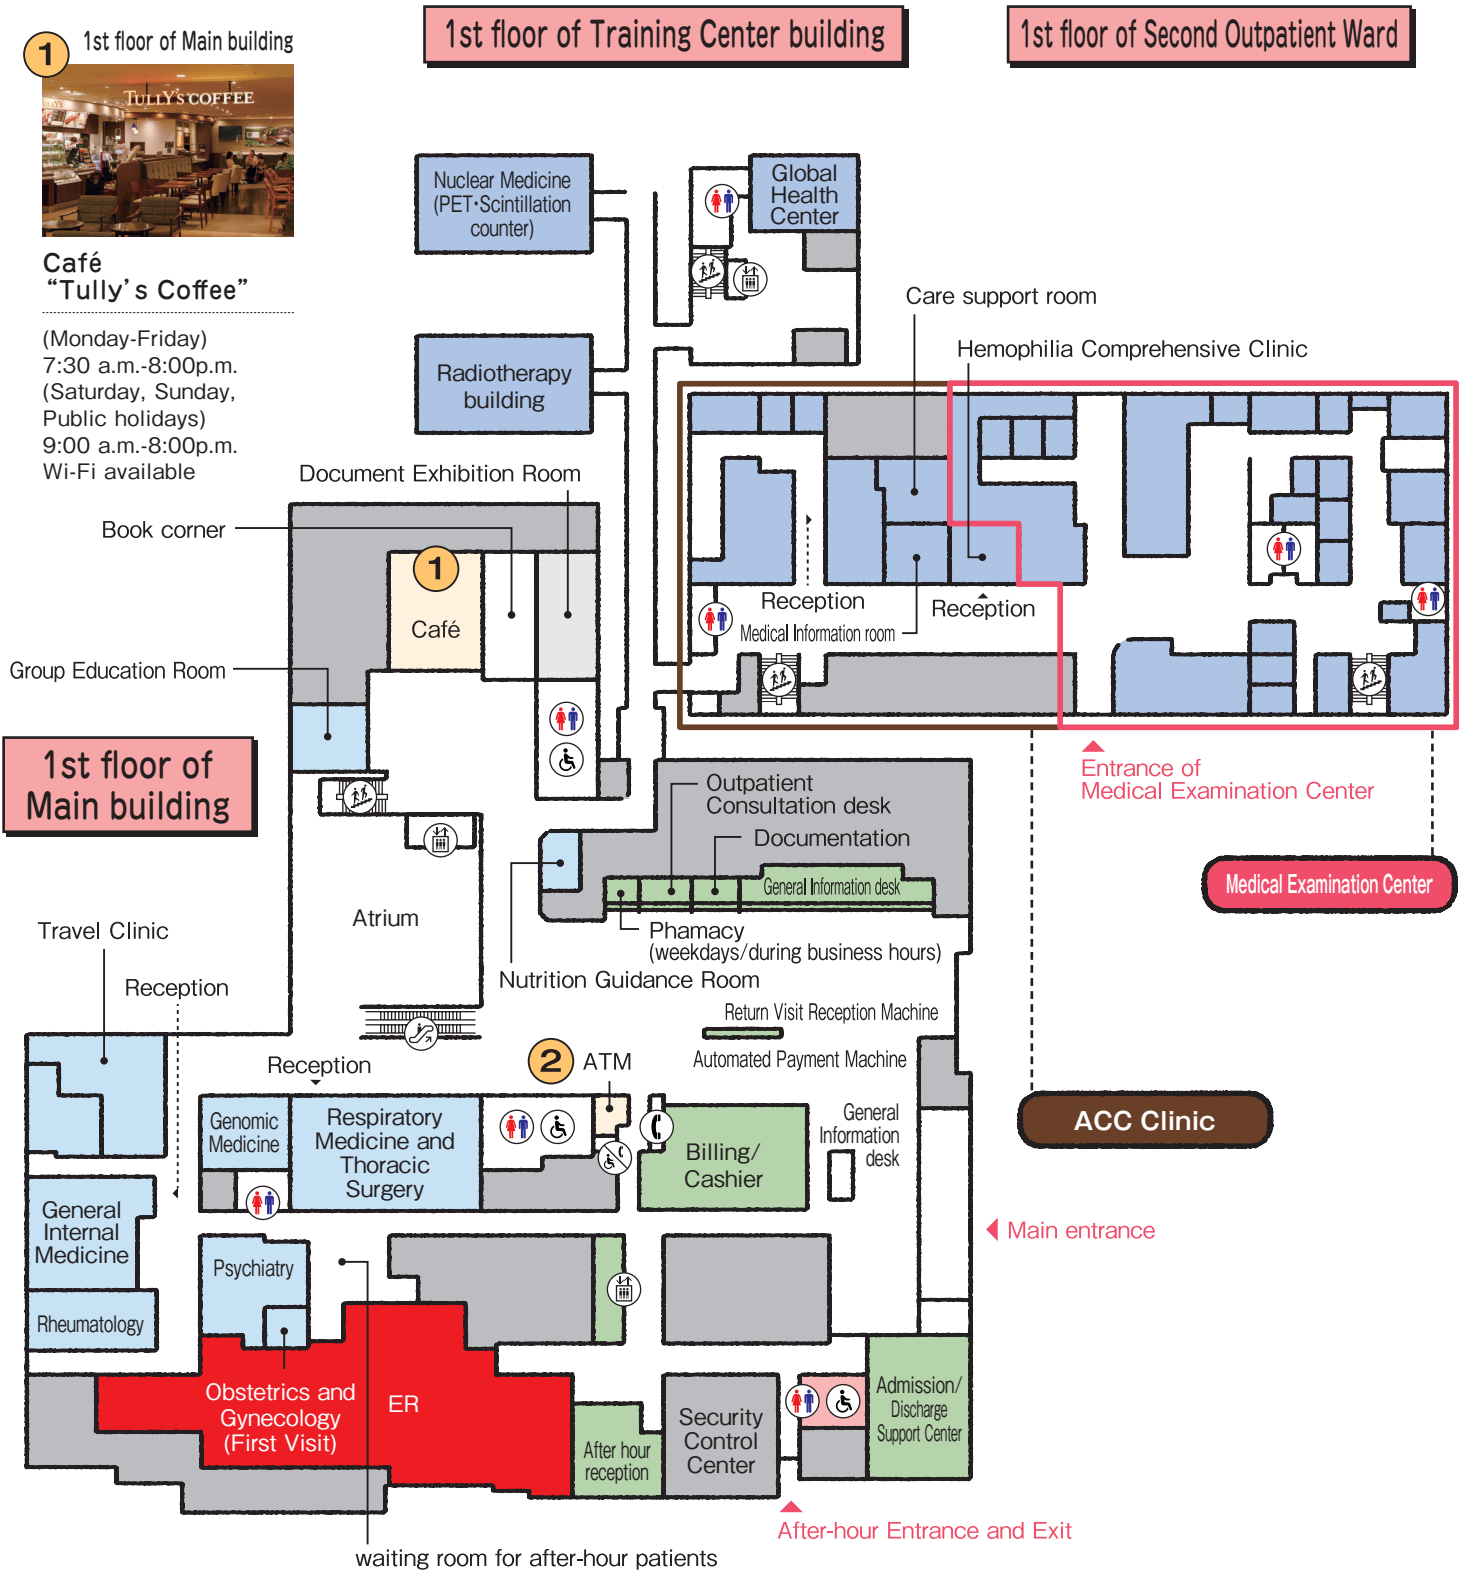 1
1st floor of Main building
TULLY'S COFFEE
Café
“Tully’s Coffee”
(Monday-Friday)
7:30 a.m.-8:00p.m.
(Saturday, Sunday,
Public holidays)
9:00 a.m.-8:00p.m.
Wi-Fi available
1st floor of Training Center building
1st floor of Second Outpatient Ward
Nuclear Medicine
(PET・Scintillation
counter)
Global
Health
Center
Radiotherapy
building
Care support room
Hemophilia Comprehensive Clinic
Document Exhibition Room
Book corner
1
Café
Group Education Room
Reception
Reception
Medical Information room
1st floor of
Main building
Entrance of
Medical Examination Center
Medical Examination Center
Outpatient
Consultation desk
Documentation
General Information desk
Phamacy
(weekdays/during business hours)
Nutrition Guidance Room
Atrium
Travel Clinic
Reception
Return Visit Reception Machine
Automated Payment Machine
Reception
2
ATM
Genomic
Medicine
Respiratory
Medicine and
Thoracic
Surgery
Billing/
Cashier
General
Information
desk
ACC Clinic
General
Internal
Medicine
Main entrance
Psychiatry
Rheumatology
Obstetrics and
Gynecology
(First Visit)
ER
After hour
reception
Security
Control
Center
Admission/
Discharge
Support Center
After-hour Entrance and Exit
waiting room for after-hour patients